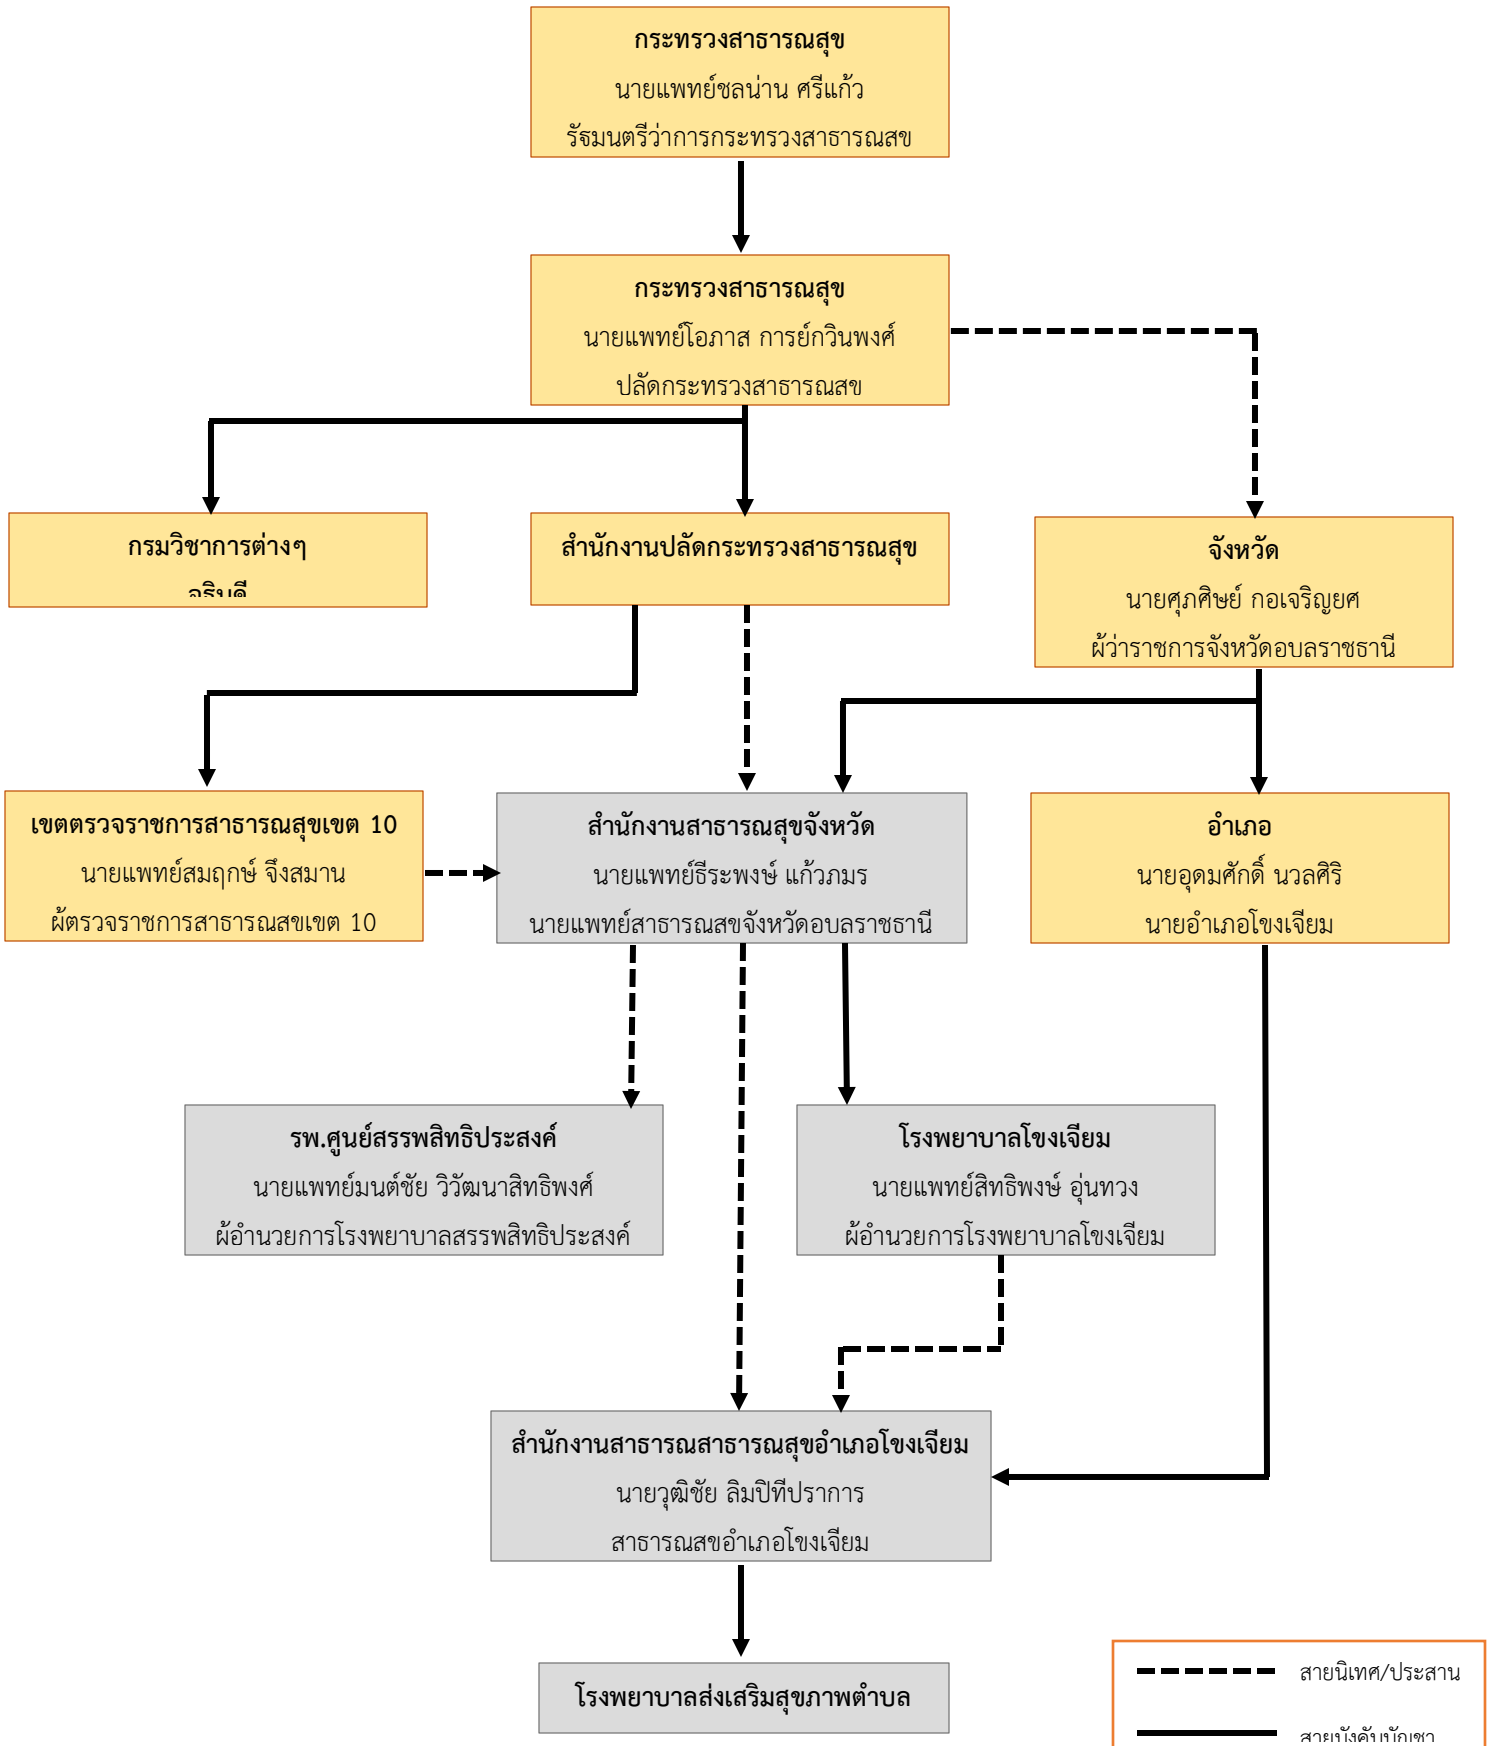 กระทรวงสาธารณสุข
นายแพทย์ชลน่าน ศรีแก้ว
รัฐมนตรีว่าการกระทรวงสาธารณสข
กระทรวงสาธารณสุข
นายแพทย์โอภาส การย์กวินพงศ์
ปลัดกระทรวงสาธารณสข
กรมวิชาการต่างๆ
อธิบดี
สำนักงานปลัดกระทรวงสาธารณสุข
จังหวัด
นายศุภศิษย์ กอเจริญยศ
ผ้ว่าราชการจังหวัดอบลราชธานี
เขตตรวจราชการสาธารณสุขเขต 10
นายแพทย์สมฤกษ์ จึงสมาน
ผ้ตรวจราชการสาธารณสขเขต 10
สำนักงานสาธารณสุขจังหวัด
นายแพทย์ธีระพงษ์ แก้วภมร
นายแพทย์สาธารณสขจังหวัดอบลราชธานี
อำเภอ
นายอุดมศักดิ์ นวลศิริ
นายอำเภอโขงเจียม
รพ.ศูนย์สรรพสิทธิประสงค์
นายแพทย์มนต์ชัย วิวัฒนาสิทธิพงศ์
ผ้อำนวยการโรงพยาบาลสรรพสิทธิประสงค์
โรงพยาบาลโขงเจียม
นายแพทย์สิทธิพงษ์ อุ่นทวง
ผ้อำนวยการโรงพยาบาลโขงเจียม
สำนักงานสาธารณสาธารณสุขอำเภอโขงเจียม
นายวุฒิชัย ลิมปิทีปราการ
สาธารณสขอำเภอโขงเจียม
โรงพยาบาลส่งเสริมสุขภาพตำบล
สายนิเทศ/ประสาน
สายบังคับบัญชา